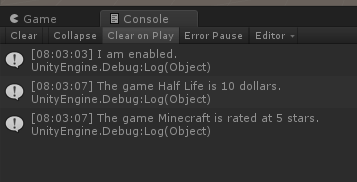 Game Console
Clear Collapse Clear on Play Error Pause Editor
[08:03:03] I am enabled.
UnityEngine.Debug:Log(Object)
[08:03:07] The game Half Life is 10 dollars.
UnityEngine.Debug:Log(Object)
[08:03:07] The game Minecraft is rated at 5 stars.
UnityEngine.Debug:Log(Object)